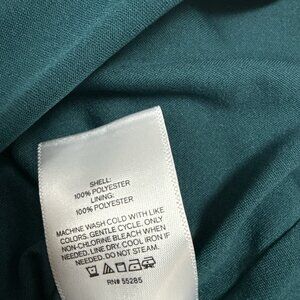 SHELL:
100% POLYESTER
LINING:
100% POLYESTER
MACHINE WASH COLD WITH LIKE
COLORS. GENTLE CYCLE. ONLY
NON-CHLORINE BLEACH WHEN
NEEDED. LINE DRY. COOL IRON IF
NEEDED. DO NOT STEAM.
RN# 55285